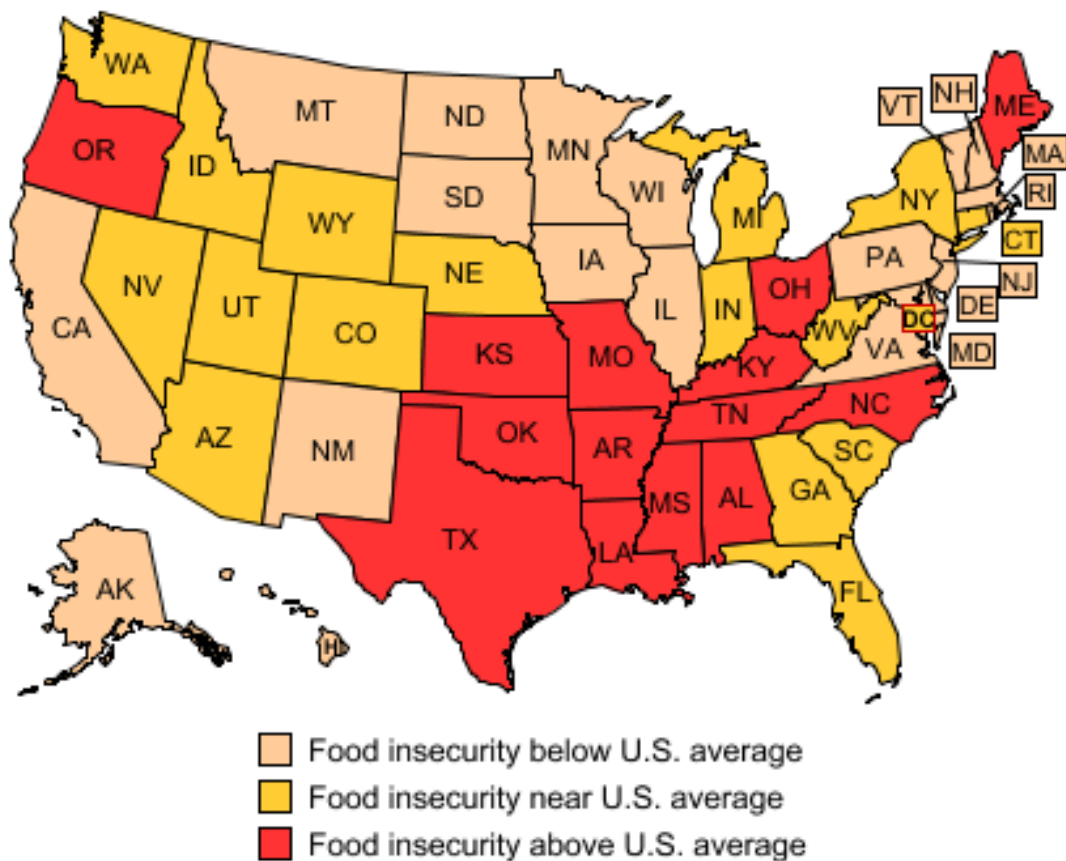 WA
MT
ND
MN
VT
NH
ME
OR
ID
SD
WI
MI
NY
MA
RI
WY
IA
PA
CT
NV
UT
NE
IL
IN
OH
NJ
CA
CO
KS
MO
WV
DC
DE
VA
MD
KY
AZ
NM
OK
AR
TN
NC
SC
MS
AL
GA
TX
LA
AK
FL
H
Food insecurity below U.S. average
Food insecurity near U.S. average
Food insecurity above U.S. average